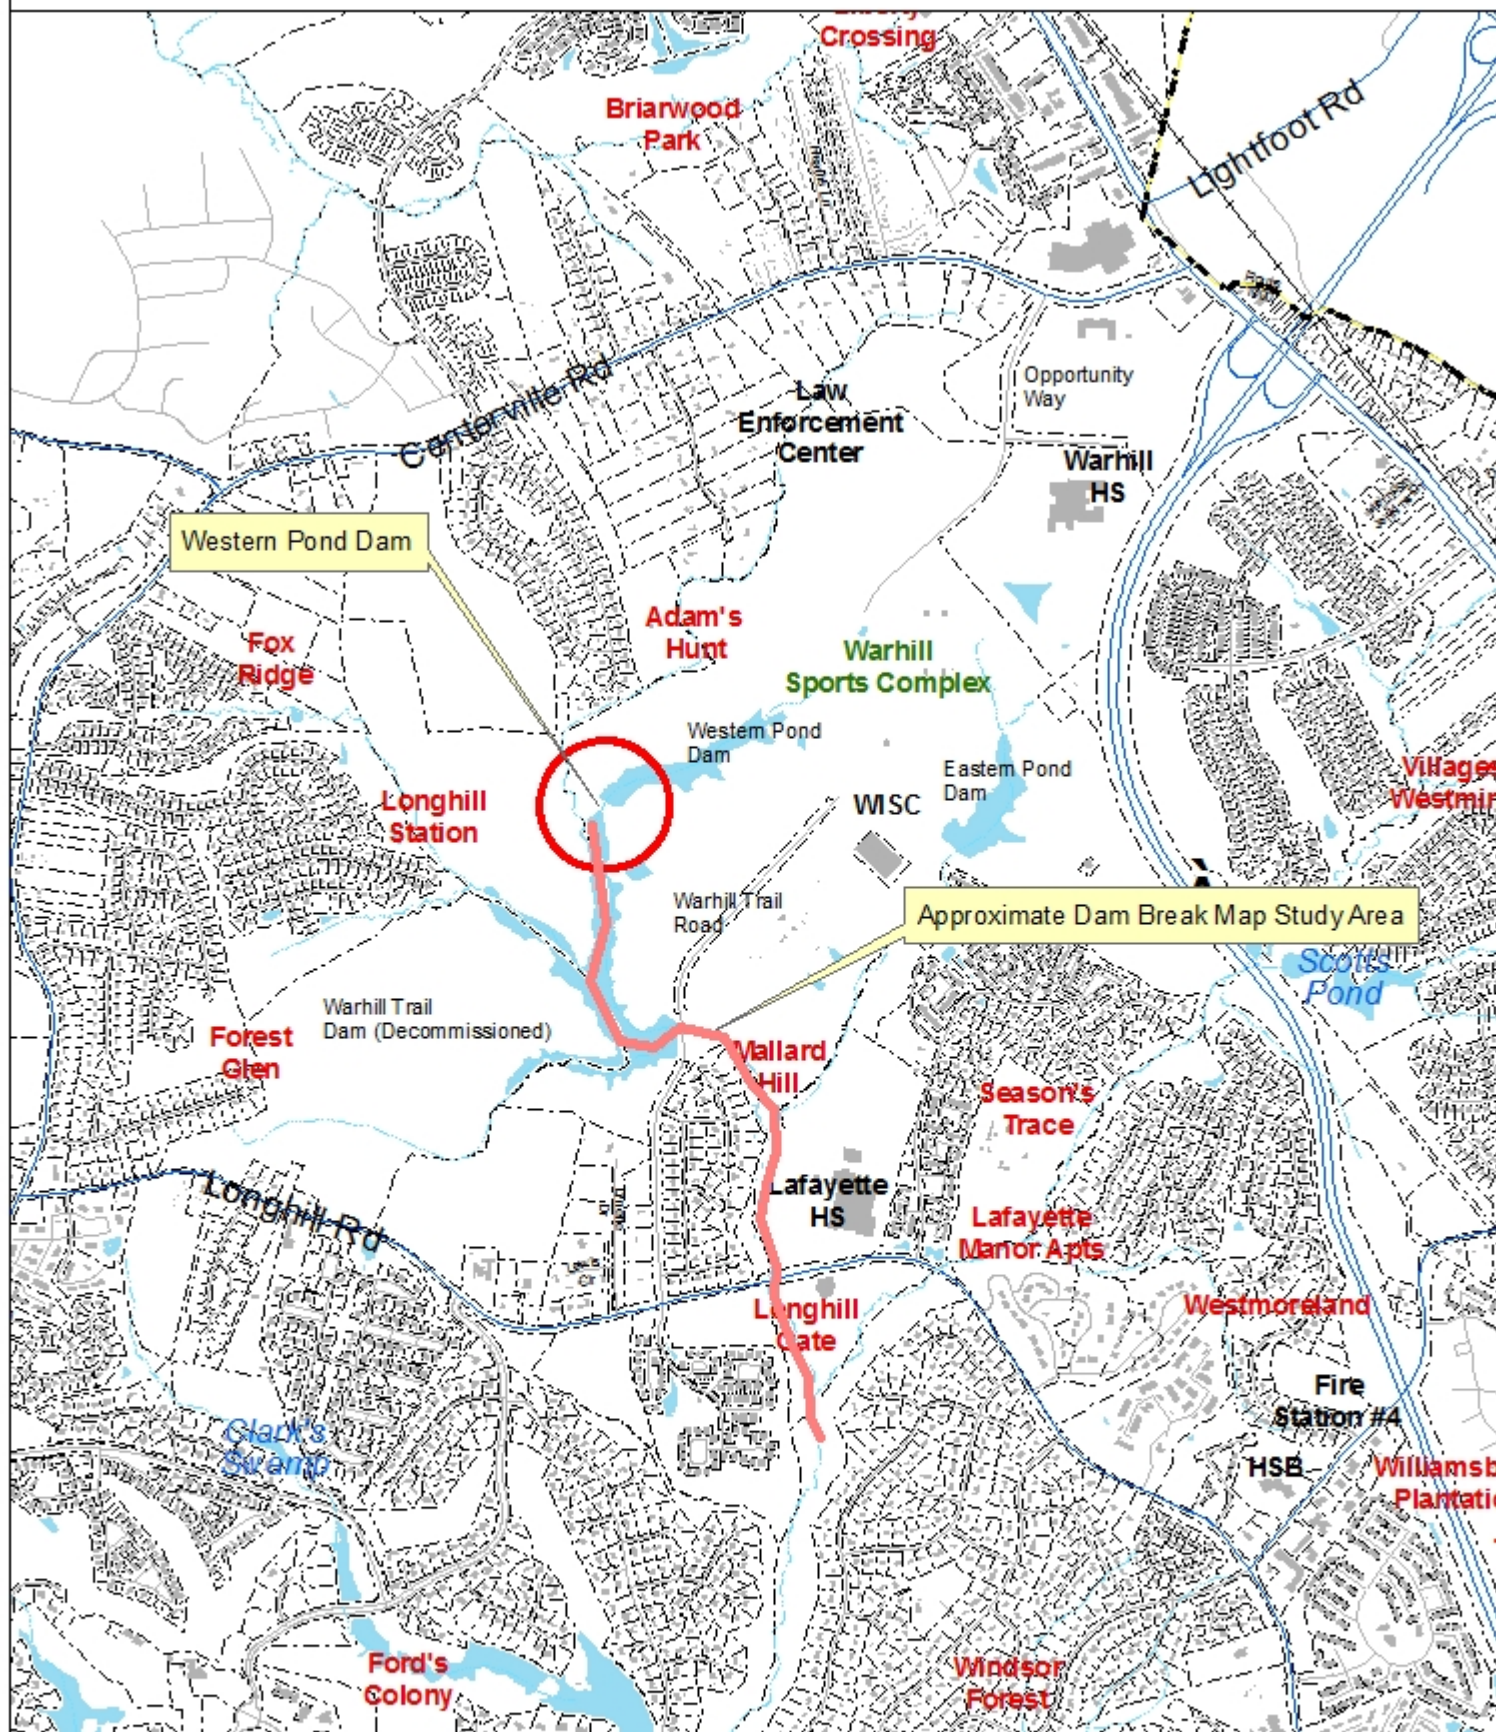 Crossing
Briarwood
Park
Lightfoot Rd
Centerville Rd
Opportunity
Way
Law
Enforcement
Center
Warhill
HS
Western Pond Dam
Adam's
Hunt
Fox
Ridge
Warhill
Sports Complex
Western Pond
Dam
Eastern Pond
Dam
Villages
Westmin
Longhill
Station
WISC
Warhill Trail
Road
Approximate Dam Break Map Study Area
Scotts
Pond
Warhill Trail
Dam (Decommissioned)
Forest
Glen
Mallard
Hill
Season's
Trace
Longhill Rd
Lafayette
HS
Lafayette
Manor Apts
Longhill
Gate
Westmoreland
Fire
Station #4
Clark's
Swamp
HSB
Williamsb
Plantatio
Ford's
Colony
Windsor
Forest